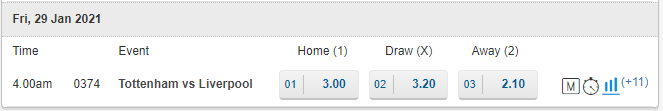 Fri, 29 Jan 2021
Time Event Home (1) Draw (X) Away (2)
4.00am 0374 Tottenham vs Liverpool 01 3.00 02 3.20 03 2.10 M (+11)